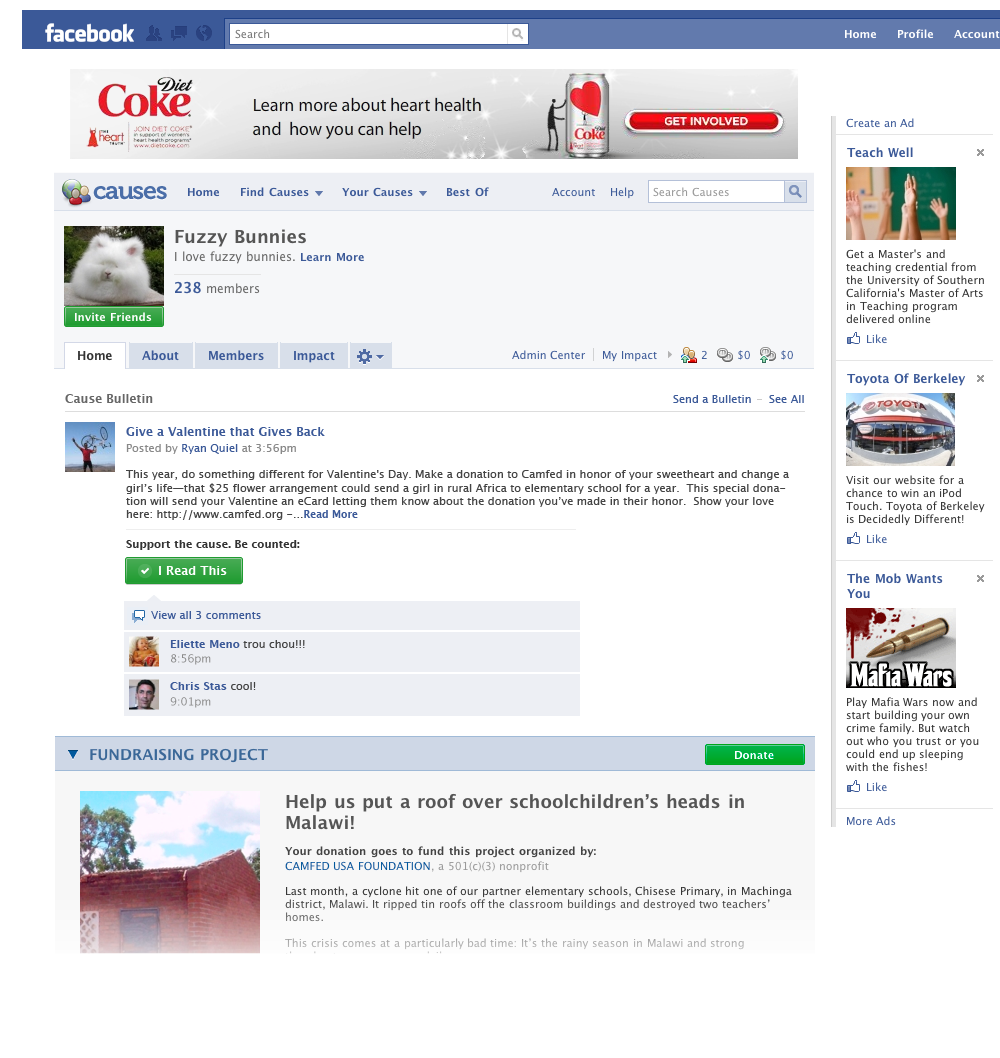 facebook
Search
Home Profile Account
Diet
Coke
THE heart TRUTH
JOIN DIET COKE
in support of women's
heart health programs
www.dietcoke.com
Learn more about heart health
and how you can help
Diet
Coke
GET INVOLVED
causes Home Find Causes Your Causes Best Of Account Help Search Causes
Fuzzy Bunnies
I love fuzzy bunnies. Learn More
238 members
Invite Friends
Home About Members Impact
Admin Center My Impact 2 $0 $0
Cause Bulletin
Send a Bulletin – See All
Give a Valentine that Gives Back
Posted by Ryan Quiel at 3:56pm
This year, do something different for Valentine's Day. Make a donation to Camfed in honor of your sweetheart and change a
girl's life—that $25 flower arrangement could send a girl in rural Africa to elementary school for a year. This special dona-
tion will send your Valentine an eCard letting them know about the donation you've made in their honor. Show your love
here: http://www.camfed.org –...Read More
Support the cause. Be counted:
I Read This
View all 3 comments
Eliette Meno trou chou!!!
8:56pm
Chris Stas cool!
9:01pm
FUNDRAISING PROJECT
Donate
Help us put a roof over schoolchildren's heads in
Malawi!
Your donation goes to fund this project organized by:
CAMFED USA FOUNDATION, a 501(c)(3) nonprofit
Last month, a cyclone hit one of our partner elementary schools, Chisese Primary, in Machinga
district, Malawi. It ripped tin roofs off the classroom buildings and destroyed two teachers'
homes.
This crisis comes at a particularly bad time: It's the rainy season in Malawi and strong
Create an Ad
Teach Well
Get a Master's and
teaching credential from
the University of Southern
California's Master of Arts
in Teaching program
delivered online
Like
Toyota Of Berkeley
TOYOTA
Visit our website for a
chance to win an iPod
Touch. Toyota of Berkeley
is Decidedly Different!
Like
The Mob Wants
You
Mafia Wars
Play Mafia Wars now and
start building your own
crime family. But watch
out who you trust or you
could end up sleeping
with the fishes!
Like
More Ads